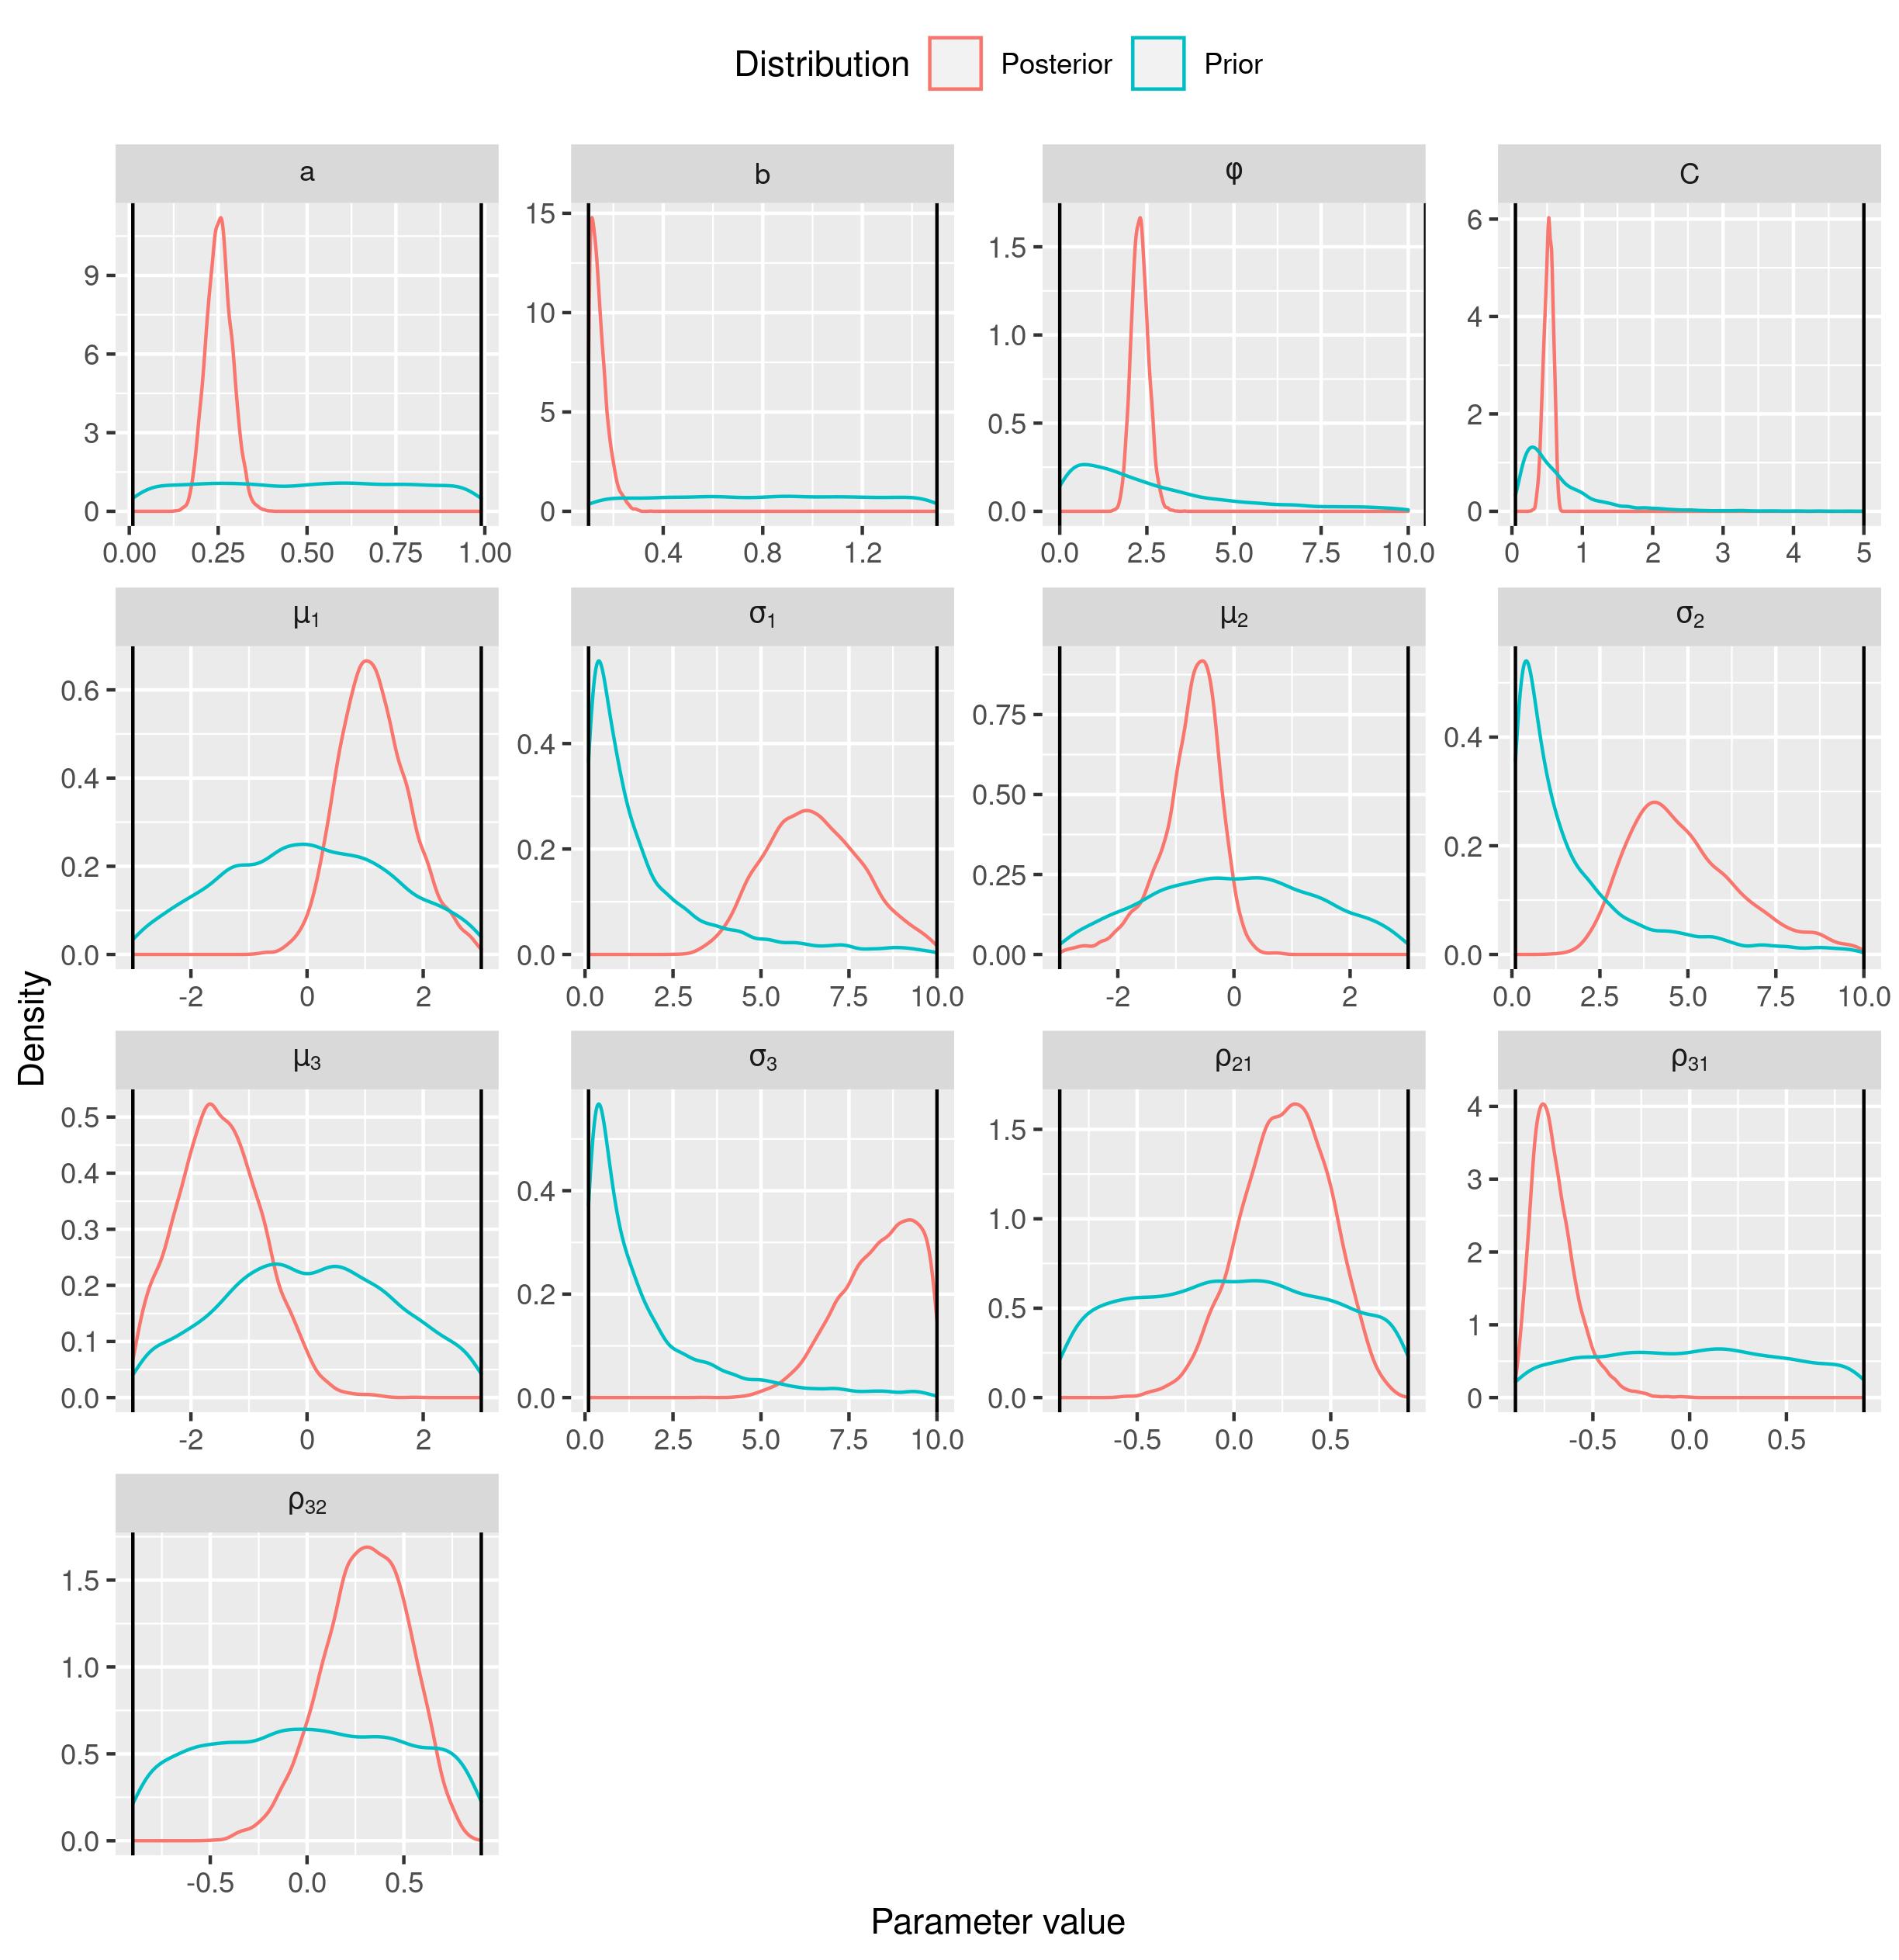 Distribution Posterior Prior
a b φ C
15 6
9 10 1.5 4
6 1.0
3 5 0.5 2
0 0 0.0 0
0.00 0.25 0.50 0.75 1.00 0.4 0.8 1.2 0.0 2.5 5.0 7.5 10.0 0 1 2 3 4 5
μ1 σ1 μ2 σ2
0.6 0.4 0.75 0.4
0.4 0.50
0.2 0.2 0.25 0.2
0.0 0.0 0.00 0.0
-2 0 2 0.0 2.5 5.0 7.5 10.0 -2 0 2 0.0 2.5 5.0 7.5 10.0
Density
μ3 σ3 ρ21 ρ31
0.5 1.5 4
0.4 0.4 3
0.3 1.0 2
0.2 0.2 0.5 1
0.1
0.0 0.0 0.0 0
-2 0 2 0.0 2.5 5.0 7.5 10.0 -0.5 0.0 0.5 -0.5 0.0 0.5
ρ32
1.5
1.0
0.5
0.0
-0.5 0.0 0.5
Parameter value